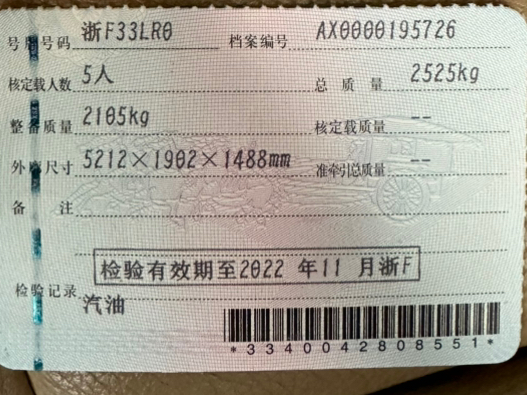 号牌号码 浙F33LR0 档案编号 AX0000195726
核定载人数 5人 总质量 2525kg
整备质量 2105kg 核定载质量 --
外廓尺寸 5212×1902×1488mm 准牵引总质量 --
备注
检验有效期至2022 年11 月浙F
检验记录
汽油
*3340042808551*